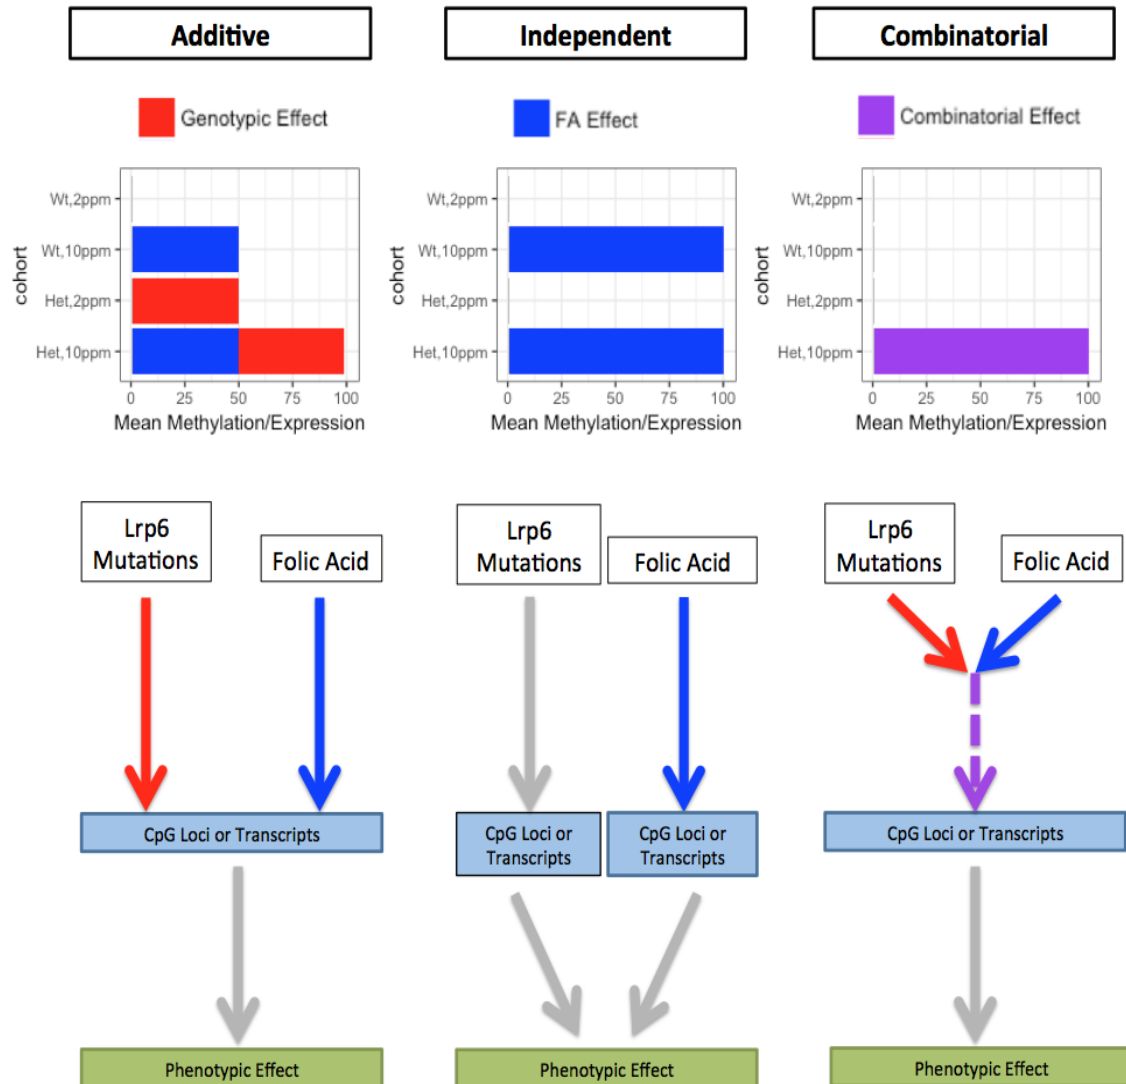 Additive
Independent
Combinatorial
Genotypic Effect
FA Effect
Combinatorial Effect
cohort
Wt,2ppm
Wt,10ppm
Het,2ppm
Het,10ppm
0 25 50 75 100
Mean Methylation/Expression
cohort
Wt,2ppm
Wt,10ppm
Het,2ppm
Het,10ppm
0 25 50 75 100
Mean Methylation/Expression
cohort
Wt,2ppm
Wt,10ppm
Het,2ppm
Het,10ppm
0 25 50 75 100
Mean Methylation/Expression
Lrp6
Mutations
Folic Acid
Lrp6
Mutations
Folic Acid
Lrp6
Mutations
Folic Acid
CpG Loci or Transcripts
CpG Loci or
Transcripts
CpG Loci or
Transcripts
CpG Loci or Transcripts
Phenotypic Effect
Phenotypic Effect
Phenotypic Effect